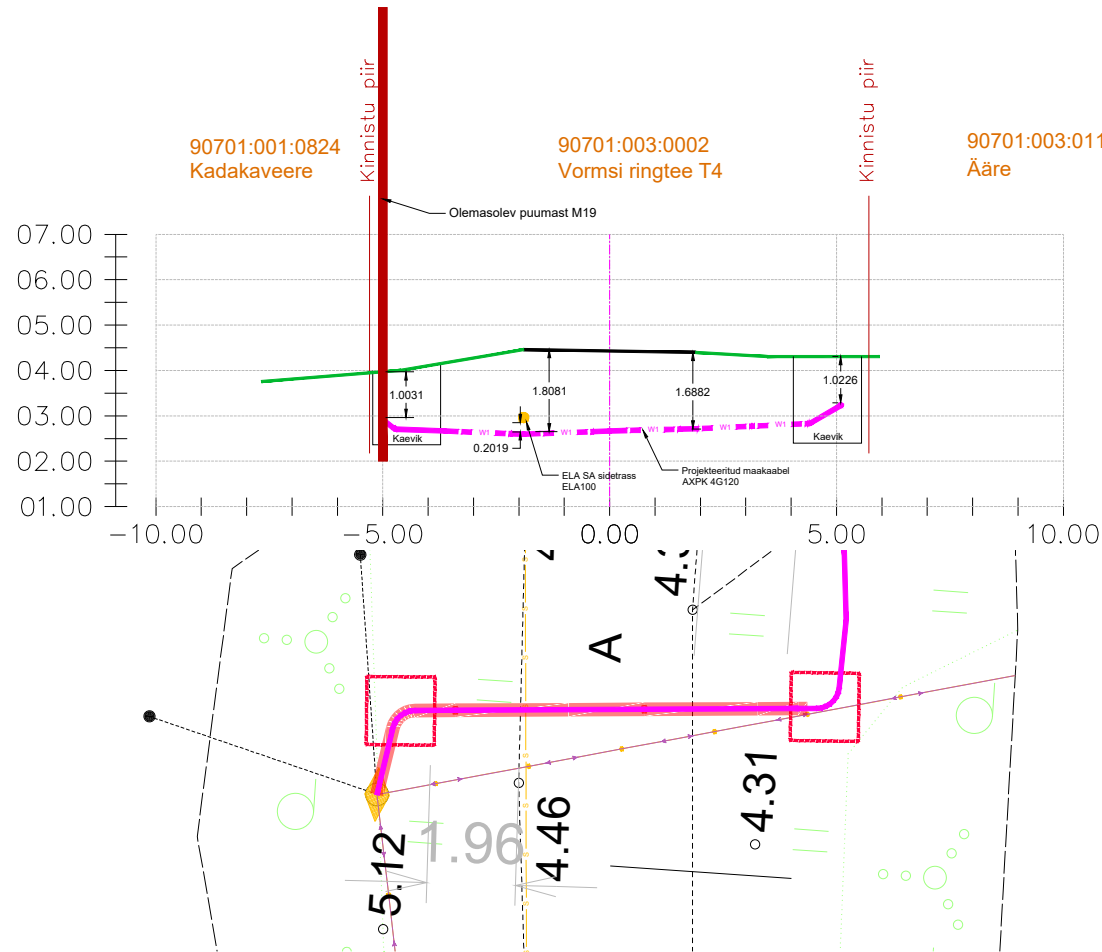 Kinnistu piir
Kinnistu piir
90701:001:0824
Kadakaveere
90701:003:0002
Vormsi ringtee T4
90701:003:011
Ääre
Olemasolev puumast M19
07.00
06.00
05.00
04.00
03.00
02.00
01.00
1.0031
1.8081
1.6882
1.0226
0.2019
Kaevik
Kaevik
W1
W1
W1
W1
W1
W1
ELA SA sidetrass
ELA100
Projekteeritud maakaabel
AXPK 4G120
-10.00
-5.00
0.00
5.00
10.00
A
4.31
4.46
1.96
5.12